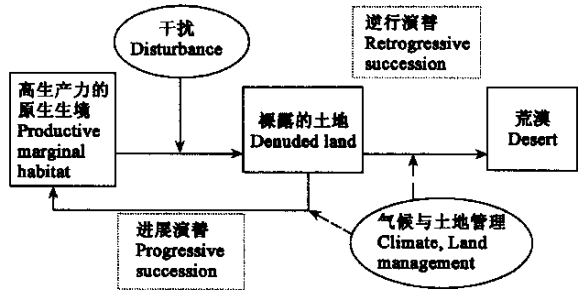 干扰
Disturbance
逆行演替
Retrogressive
succession
高生产力的
原生生境
Productive
marginal
habitat
裸露的土地
Denuded land
荒漠
Desert
进展演替
Progressive
succession
气候与土地管理
Climate, Land
management